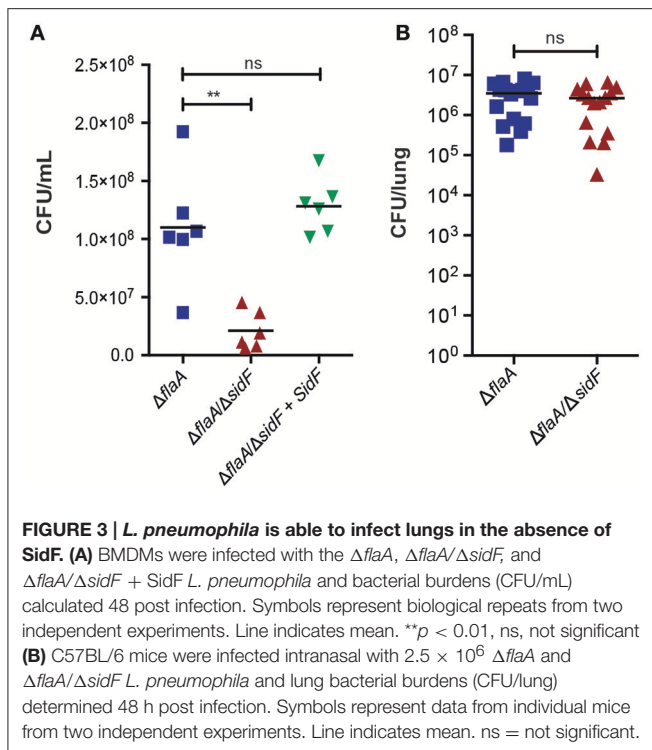 A
B
ns
**
ns
2.5×10⁸
2.0×10⁸
1.5×10⁸
1.0×10⁸
5.0×10⁷
0.0
CFU/mL
ΔflaA
ΔflaA/ΔsidF
ΔflaA/ΔsidF + SidF
10⁸
10⁷
10⁶
10⁵
10⁴
10³
10²
10¹
10⁰
CFU/lung
ΔflaA
ΔflaA/ΔsidF
FIGURE 3 | L. pneumophila is able to infect lungs in the absence of
SidF. (A) BMDMs were infected with the ΔflaA, ΔflaA/ΔsidF, and
ΔflaA/ΔsidF + SidF L. pneumophila and bacterial burdens (CFU/mL)
calculated 48 post infection. Symbols represent biological repeats from two
independent experiments. Line indicates mean. **p < 0.01, ns, not significant
(B) C57BL/6 mice were infected intranasal with 2.5 × 10⁶ ΔflaA and
ΔflaA/ΔsidF L. pneumophila and lung bacterial burdens (CFU/lung)
determined 48 h post infection. Symbols represent data from individual mice
from two independent experiments. Line indicates mean. ns = not significant.